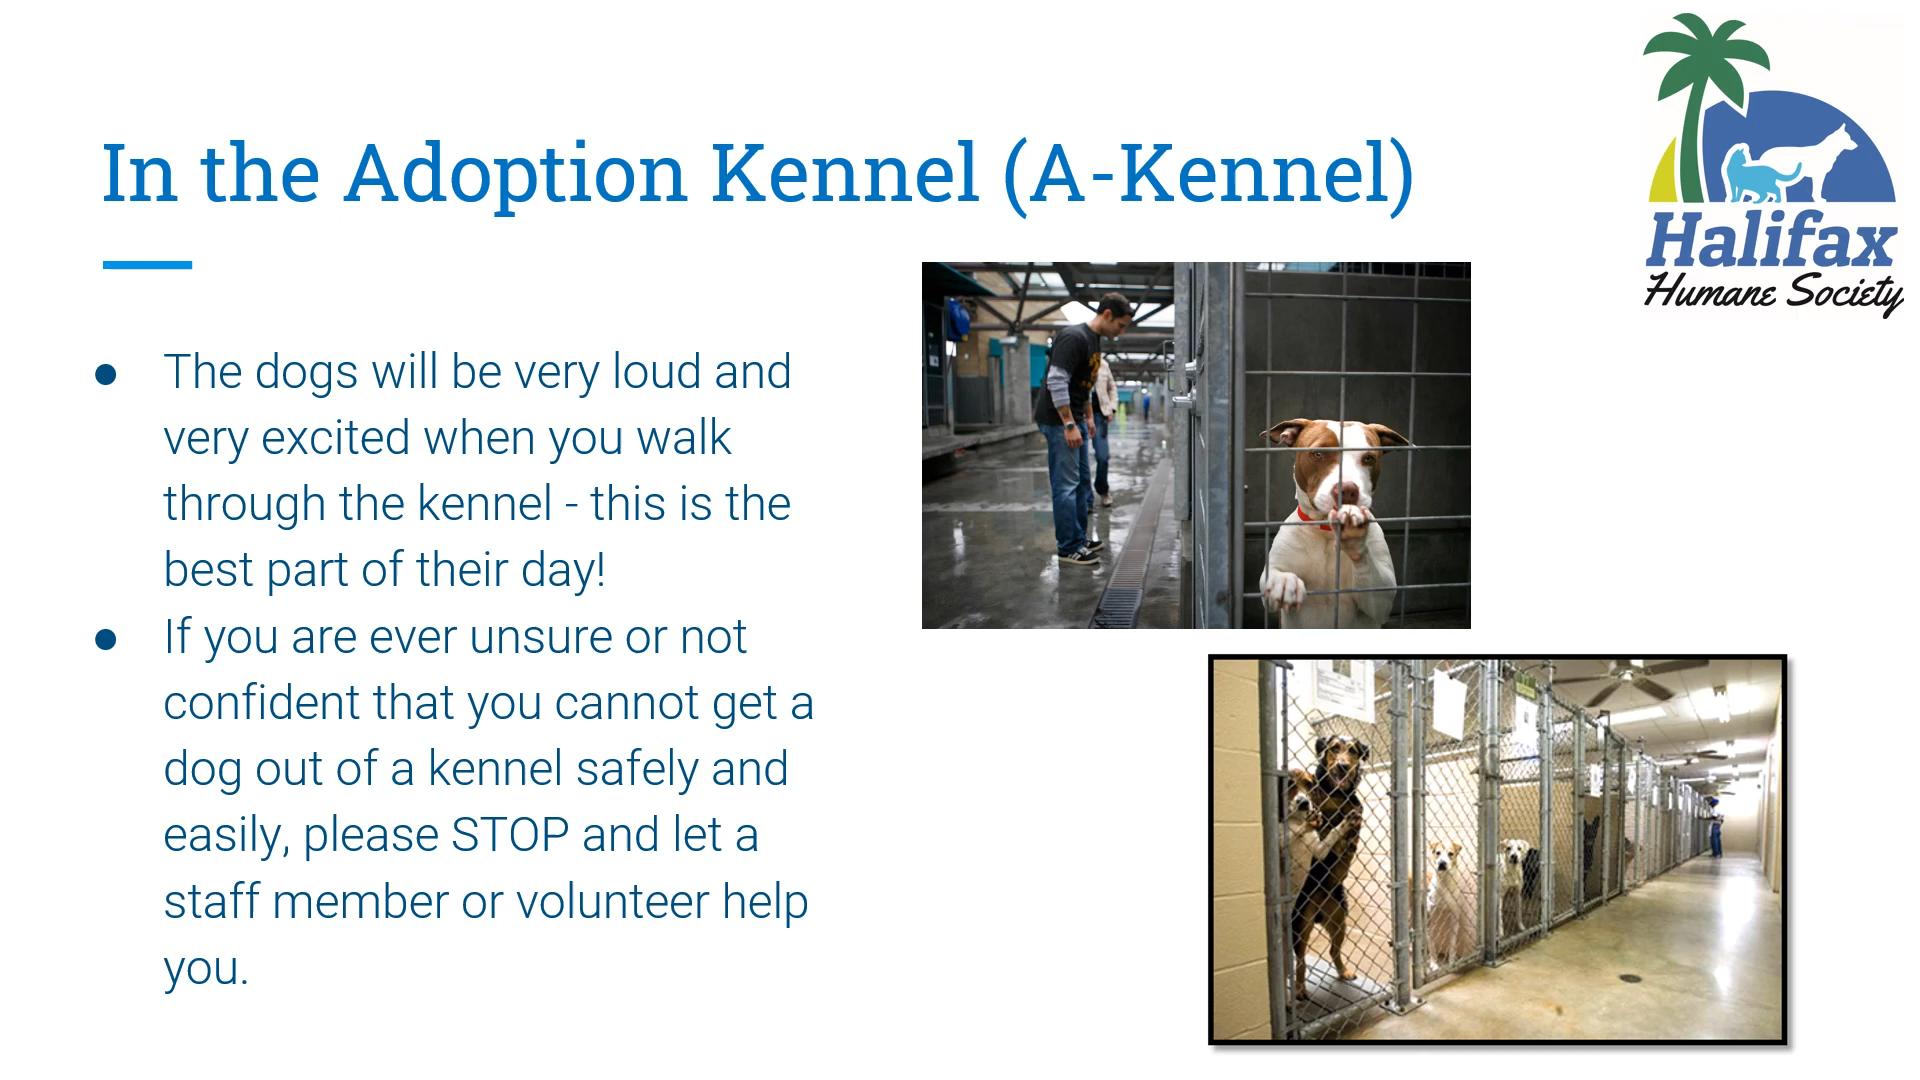 In the Adoption Kennel (A-Kennel)
Halifax
Humane Society
● The dogs will be very loud and
very excited when you walk
through the kennel - this is the
best part of their day!
● If you are ever unsure or not
confident that you cannot get a
dog out of a kennel safely and
easily, please STOP and let a
staff member or volunteer help
you.